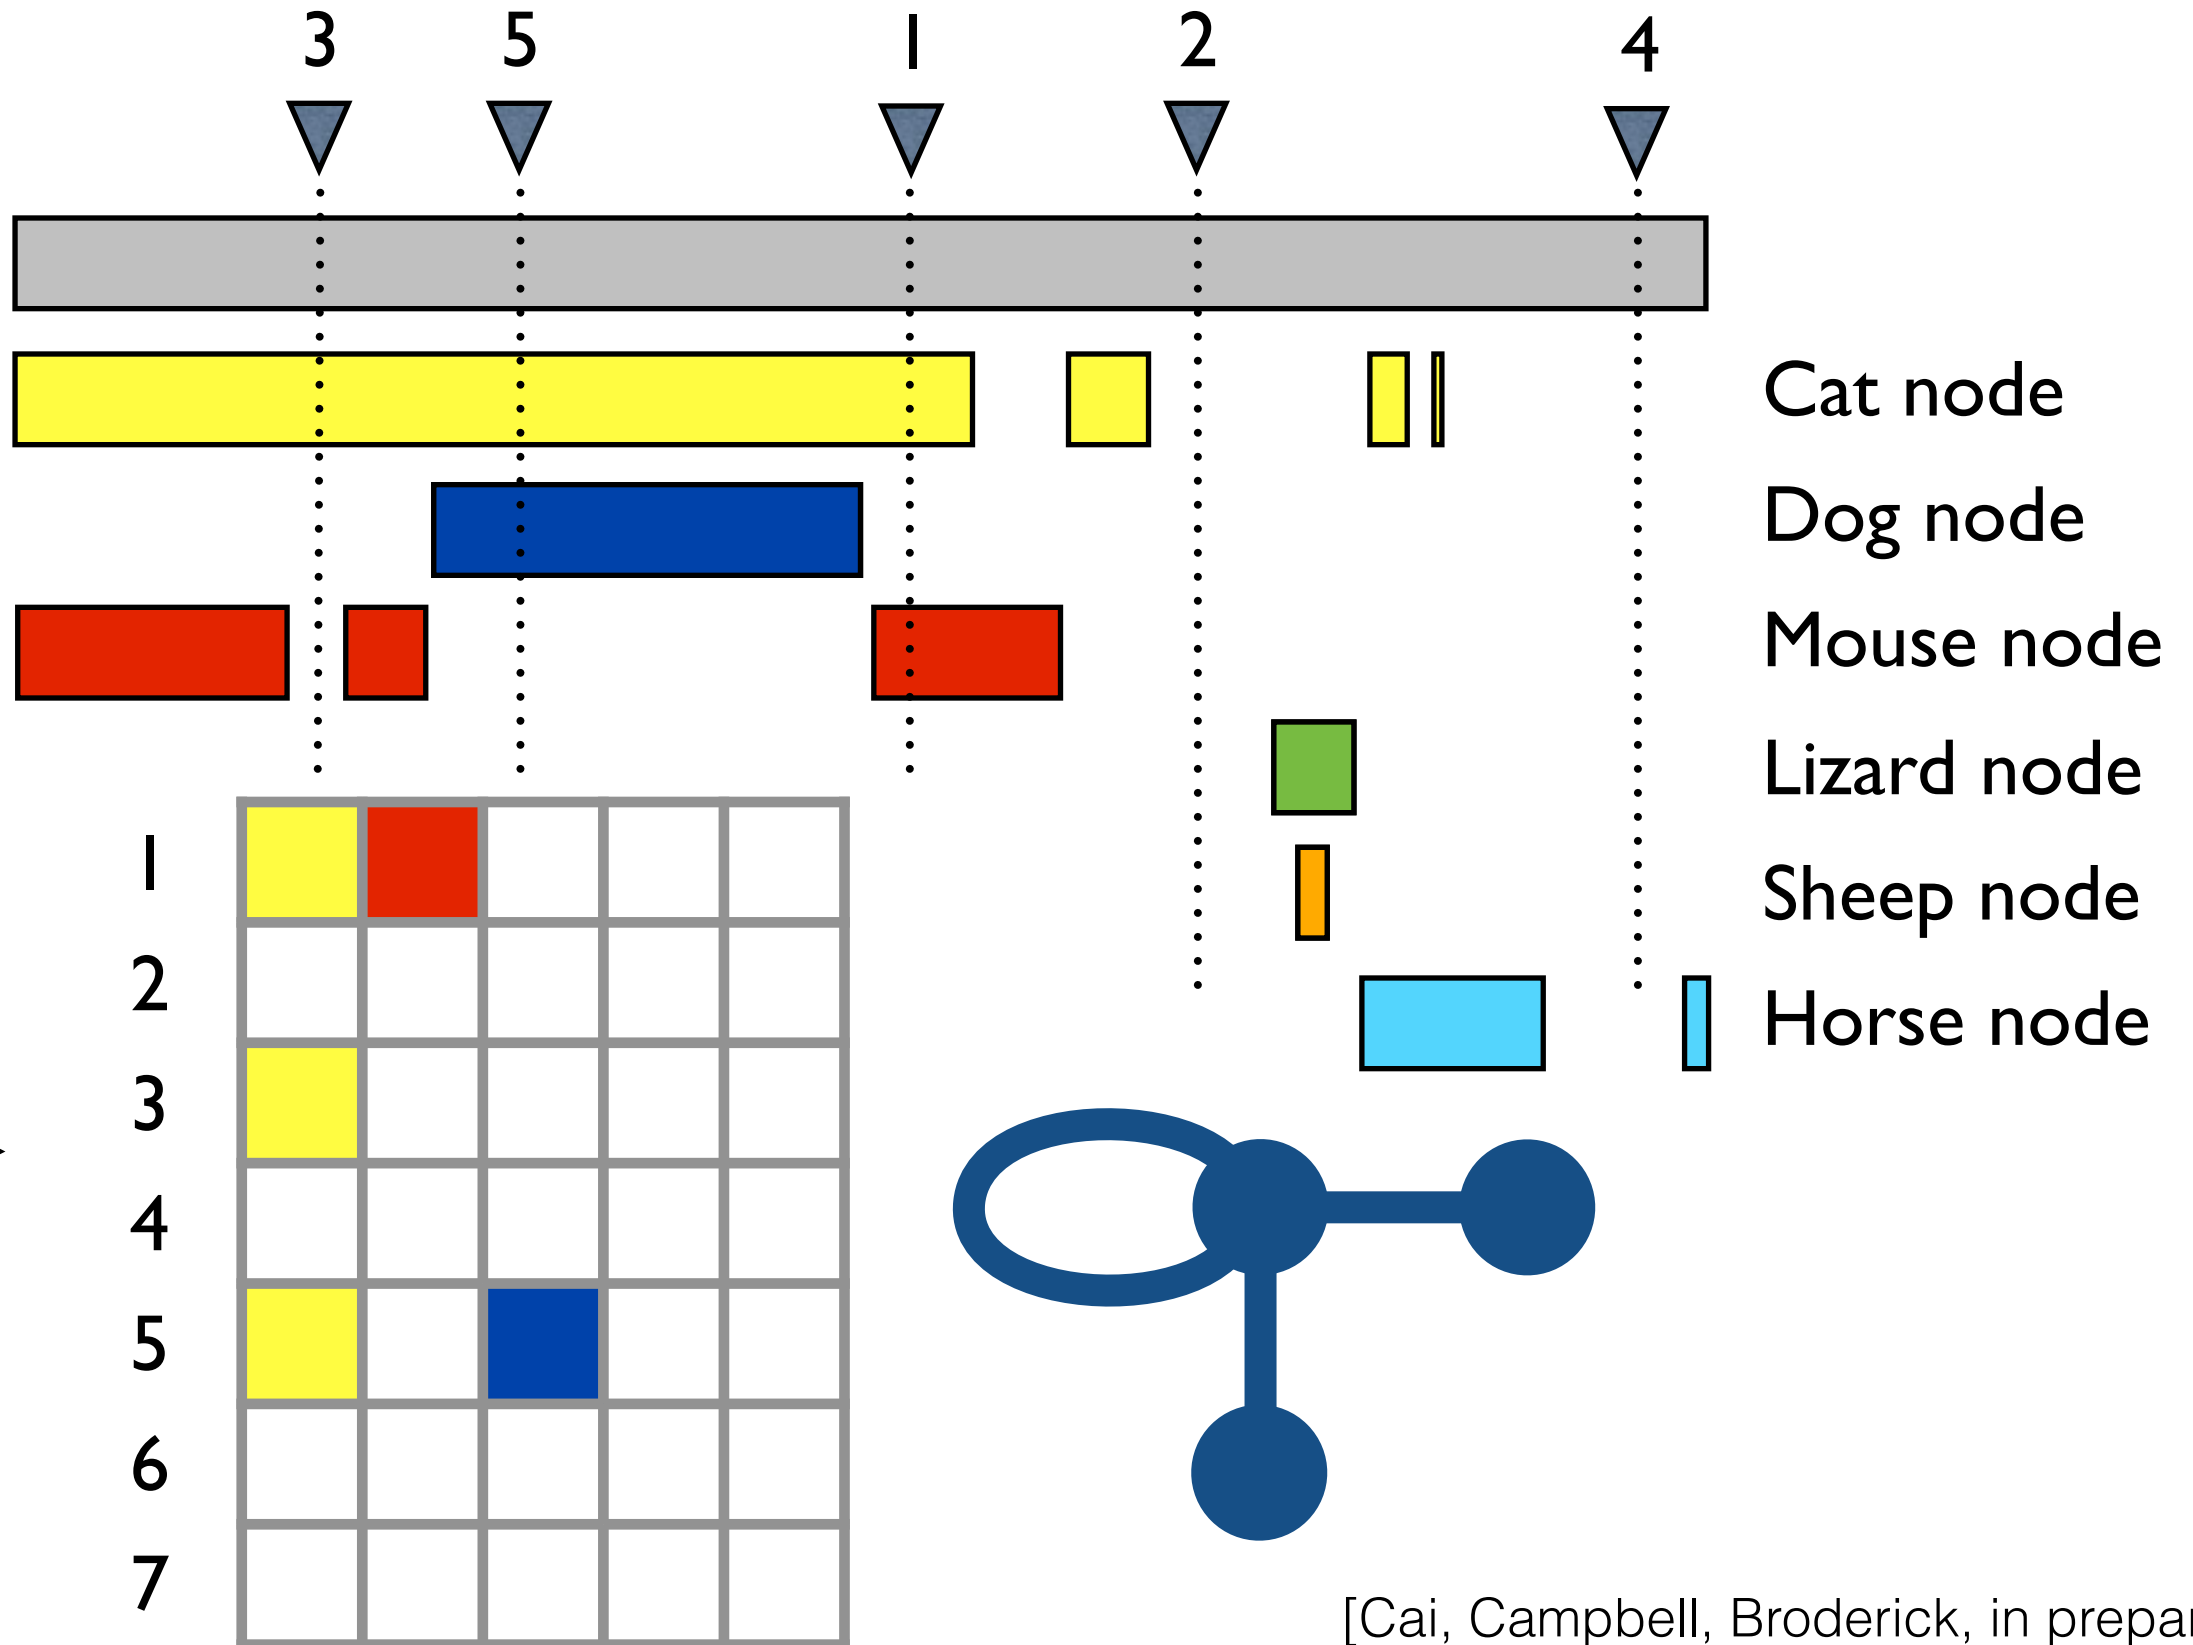 3 5 1 2 4
Cat node
Dog node
Mouse node
Lizard node
1
Sheep node
2
Horse node
3
4
5
6
7
[Cai, Campbell, Broderick, in